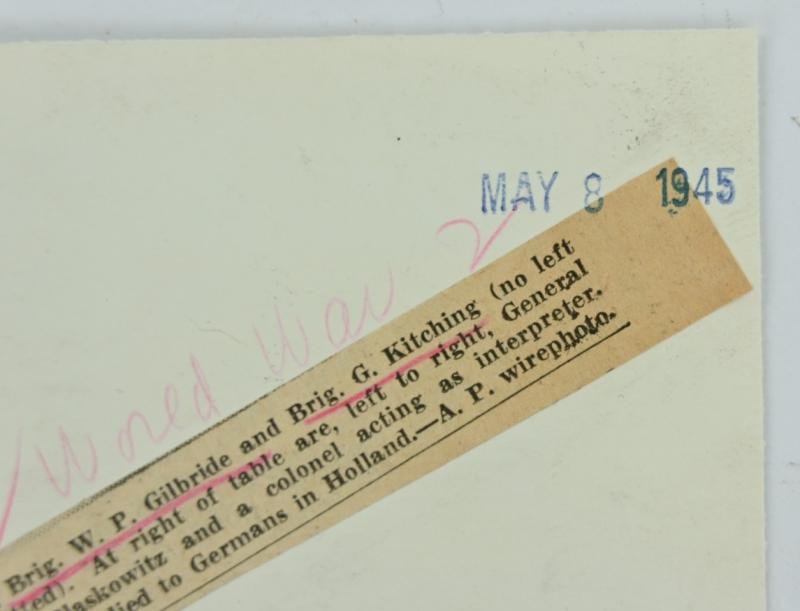 MAY 8 1945
World War 2
Brig. W. P. Gilbride and Brig. G. Kitching (no left
At right of table are, left to right, General
and a colonel acting as interpreter.
to Germans in Holland.—A. P. wirephoto.